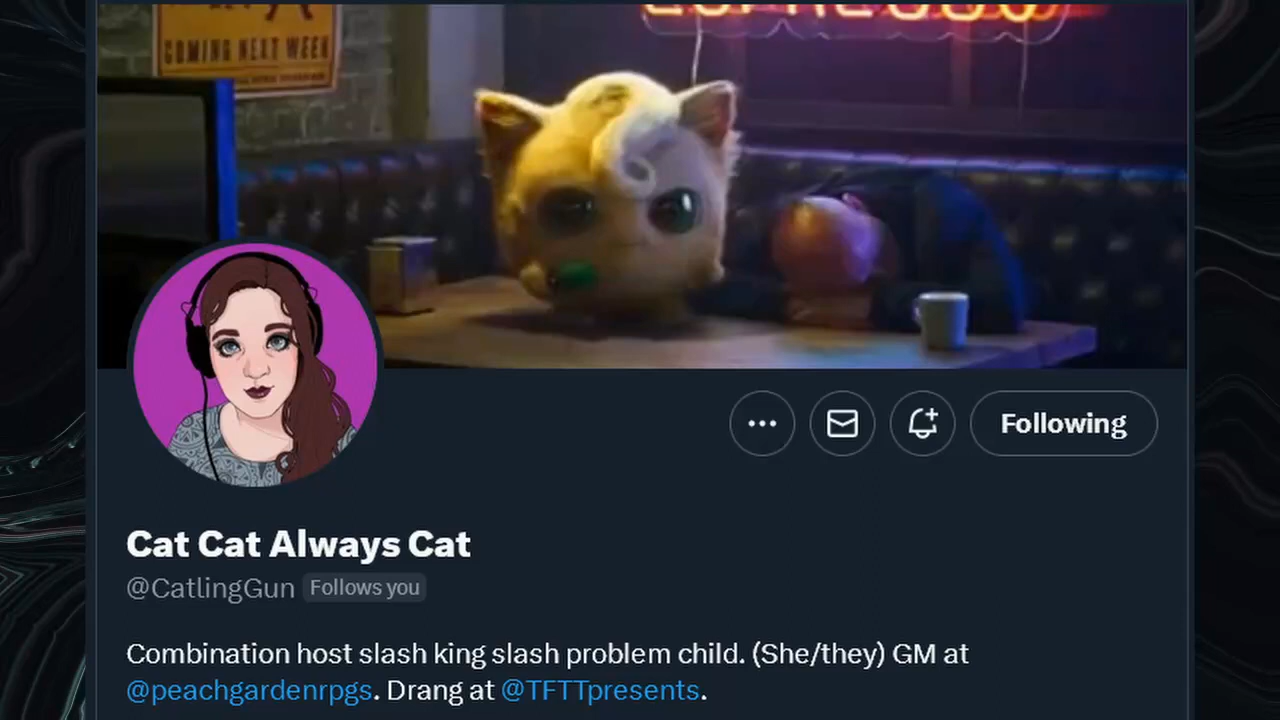 COMING NEXT WEEK
Following
Cat Cat Always Cat
@CatlingGun Follows you
Combination host slash king slash problem child. (She/they) GM at
@peachgardenrpgs. Drang at @TFTTpresents.